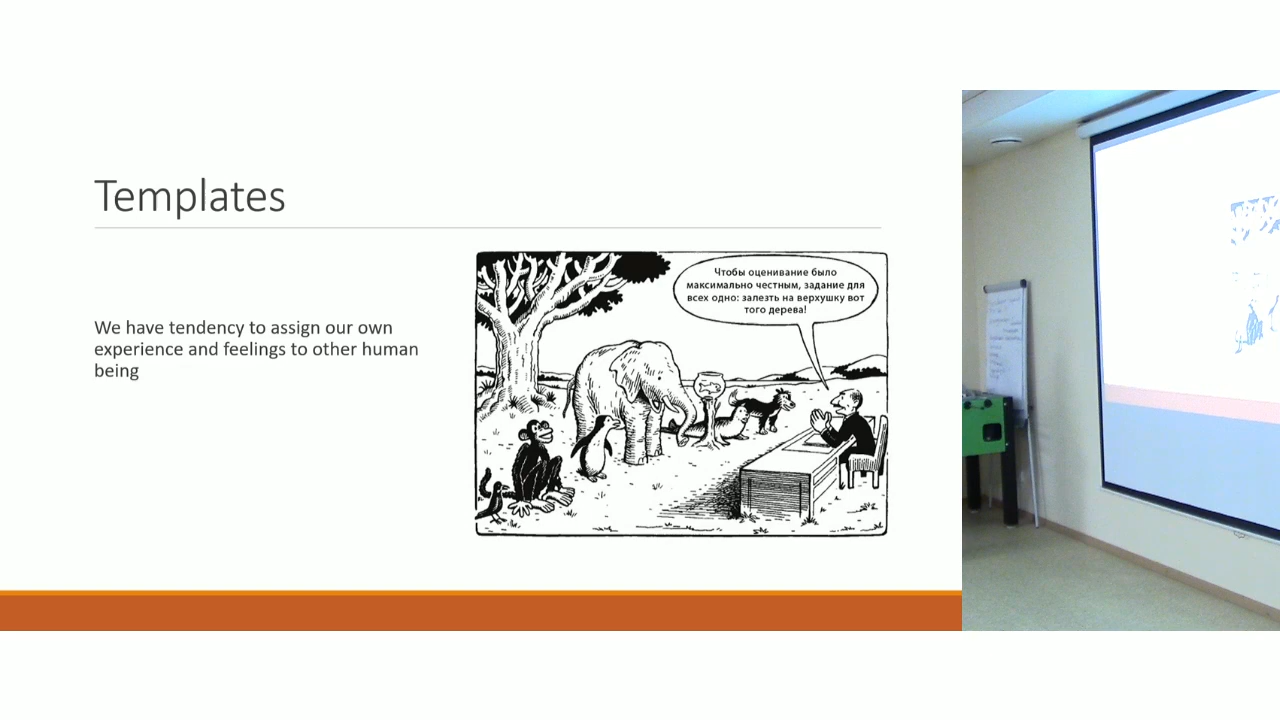 Templates
We have tendency to assign our own
experience and feelings to other human
being
Чтобы оценивание было
максимально честным, задание для
всех одно: залезть на верхушку вот
того дерева!